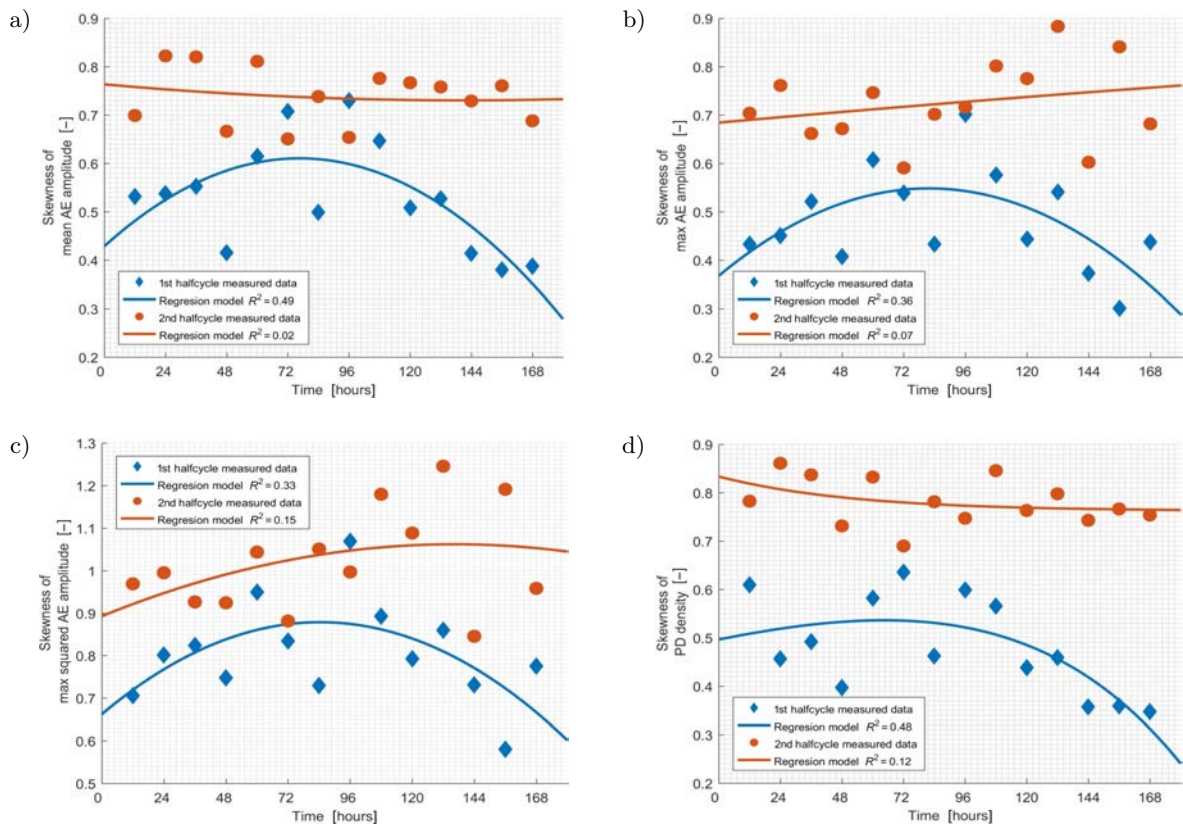 a)
0.9
0.8
0.7
0.6
0.5
0.4
0.3
0.2
Skewness of
mean AE amplitude [−]
1st halfcycle measured data
Regresion model R² = 0.49
2nd halfcycle measured data
Regresion model R² = 0.02
0 24 48 72 96 120 144 168
Time [hours]
b)
0.9
0.8
0.7
0.6
0.5
0.4
0.3
0.2
Skewness of
max AE amplitude [−]
1st halfcycle measured data
Regresion model R² = 0.36
2nd halfcycle measured data
Regresion model R² = 0.07
0 24 48 72 96 120 144 168
Time [hours]
c)
1.3
1.2
1.1
1
0.9
0.8
0.7
0.6
0.5
Skewness of
max squared AE amplitude [−]
1st halfcycle measured data
Regresion model R² = 0.33
2nd halfcycle measured data
Regresion model R² = 0.15
0 24 48 72 96 120 144 168
Time [hours]
d)
0.9
0.8
0.7
0.6
0.5
0.4
0.3
0.2
Skewness of
PD density [−]
1st halfcycle measured data
Regresion model R² = 0.48
2nd halfcycle measured data
Regresion model R² = 0.12
0 24 48 72 96 120 144 168
Time [hours]